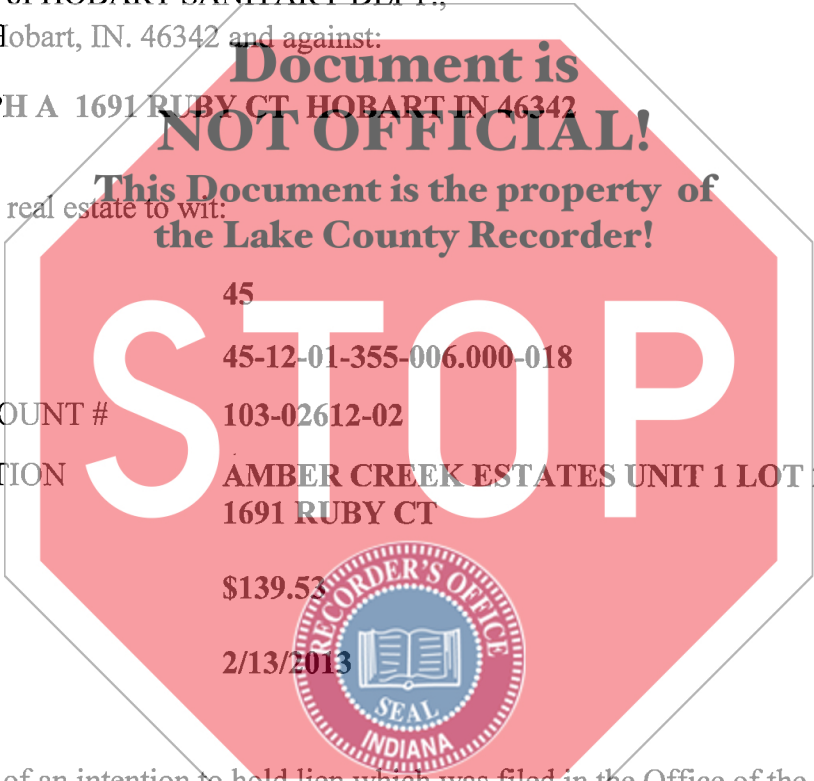 HOBART SANITARY DEPT.,
Hobart, IN. 46342 and against:
Document is
H A 1691 RUBY CT HOBART IN 46342
NOT OFFICIAL!
This Document is the property of
real estate to wit:
the Lake County Recorder!
45
STOP
45-12-01-355-006.000-018
OUNT # 103-02612-02
TION AMBER CREEK ESTATES UNIT 1 LOT
1691 RUBY CT
$139.53
RECORDER'S OFFICE
2/13/2013
SEAL
INDIANA
of an intention to hold lien which was filed in the Office of the